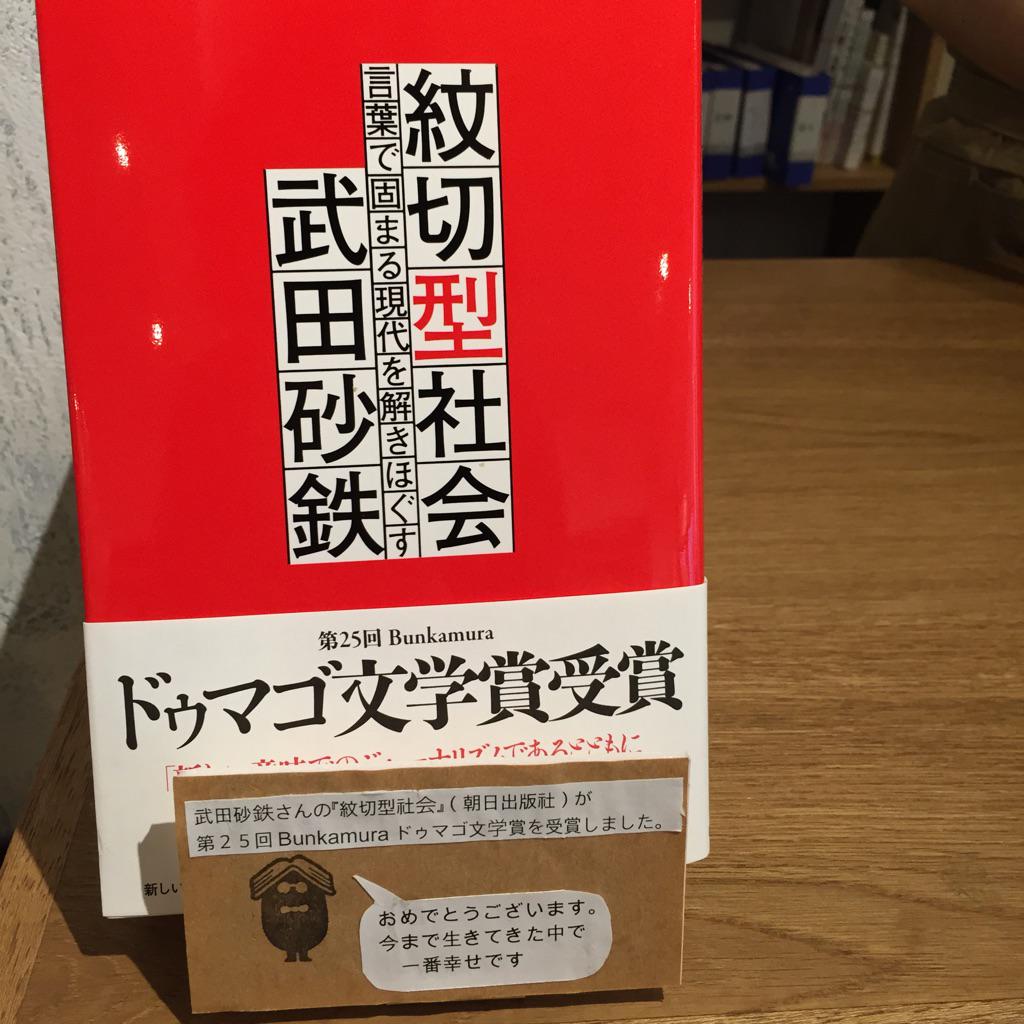 紋切型社会
言葉で固まる現代を解きほぐす
武田砂鉄
第25回 Bunkamura
ドゥマゴ文学賞受賞
武田砂鉄さんの『紋切型社会』(朝日出版社)が
第25回Bunkamuraドゥマゴ文学賞を受賞しました。
新しい
おめでとうございます。
今まで生きてきた中で
一番幸せです